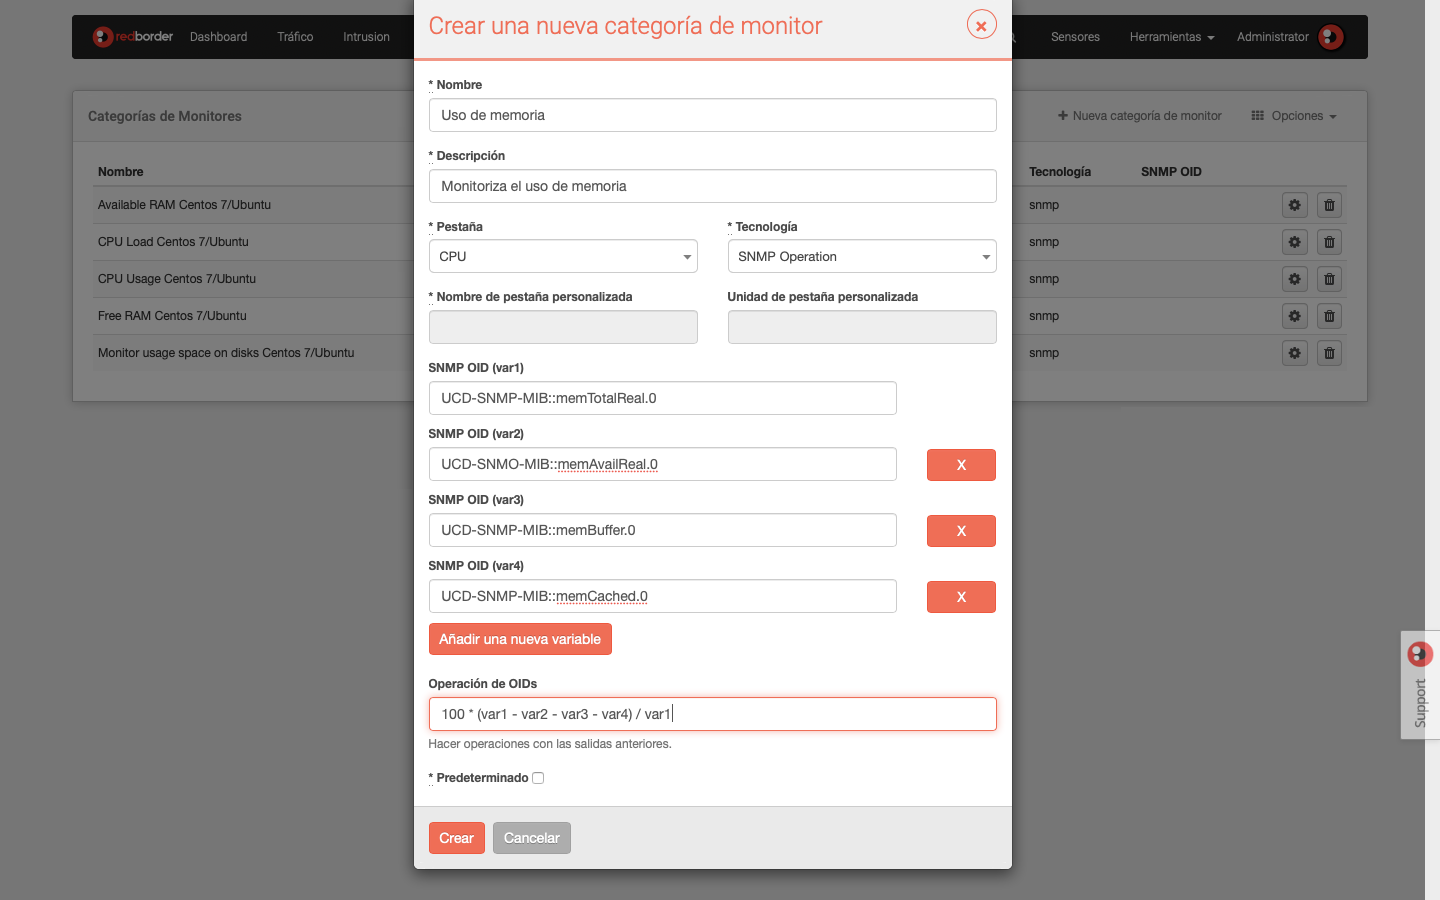 Crear una nueva categoría de monitor
redborder Dashboard Tráfico Intrusion Sensores Herramientas Administrator
Categorías de Monitores
Nueva categoría de monitor Opciones
Nombre Tecnología SNMP OID
Available RAM Centos 7/Ubuntu snmp
CPU Load Centos 7/Ubuntu snmp
CPU Usage Centos 7/Ubuntu snmp
Free RAM Centos 7/Ubuntu snmp
Monitor usage space on disks Centos 7/Ubuntu snmp
* Nombre
Uso de memoria
* Descripción
Monitoriza el uso de memoria
* Pestaña * Tecnología
CPU SNMP Operation
* Nombre de pestaña personalizada Unidad de pestaña personalizada
SNMP OID (var1)
UCD-SNMP-MIB::memTotalReal.0
SNMP OID (var2)
UCD-SNMO-MIB::memAvailReal.0 X
SNMP OID (var3)
UCD-SNMP-MIB::memBuffer.0 X
SNMP OID (var4)
UCD-SNMP-MIB::memCached.0 X
Añadir una nueva variable
Operación de OIDs
100 * (var1 - var2 - var3 - var4) / var1
Hacer operaciones con las salidas anteriores.
* Predeterminado
Crear Cancelar
Support